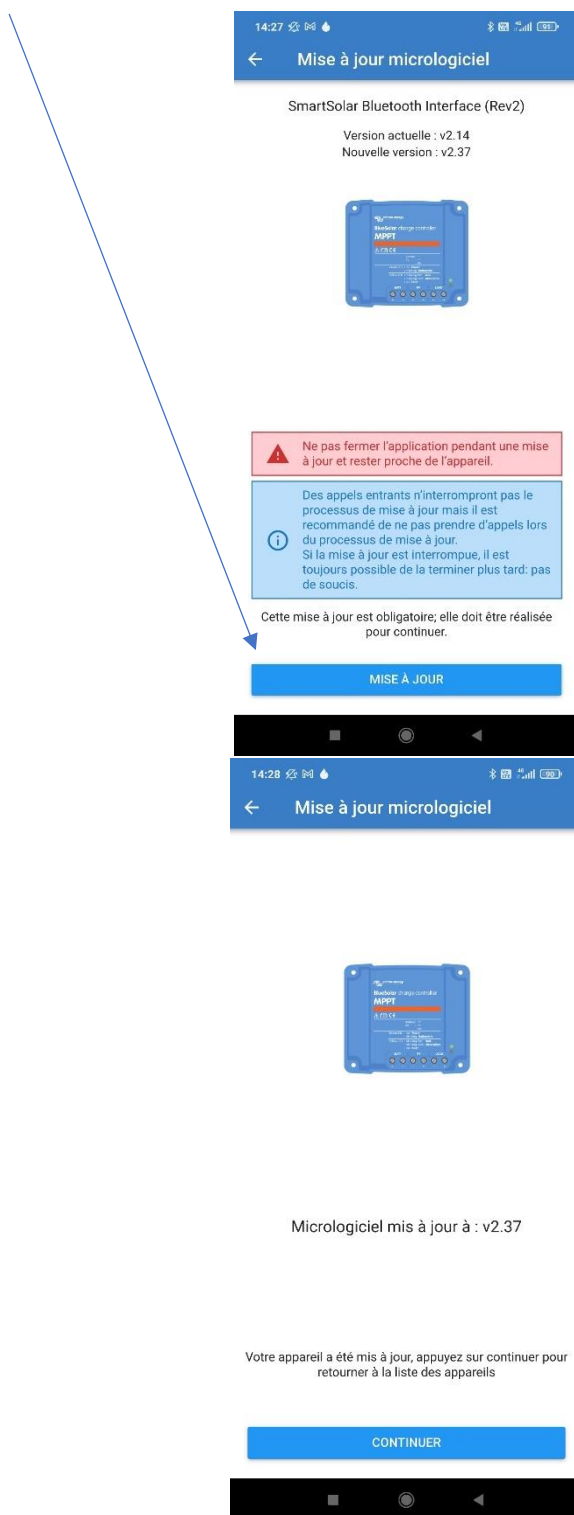 14:27
4G
91
Mise à jour micrologiciel
SmartSolar Bluetooth Interface (Rev2)
Version actuelle : v2.14
Nouvelle version : v2.37
BlueSolar charge controller
MPPT
Ne pas fermer l'application pendant une mise
à jour et rester proche de l'appareil.
Des appels entrants n'interrompront pas le
processus de mise à jour mais il est
recommandé de ne pas prendre d'appels lors
du processus de mise à jour.
Si la mise à jour est interrompue, il est
toujours possible de la terminer plus tard: pas
de soucis.
Cette mise à jour est obligatoire; elle doit être réalisée
pour continuer.
MISE À JOUR
14:28
4G
90
Mise à jour micrologiciel
BlueSolar charge controller
MPPT
Micrologiciel mis à jour à : v2.37
Votre appareil a été mis à jour, appuyez sur continuer pour
retourner à la liste des appareils
CONTINUER